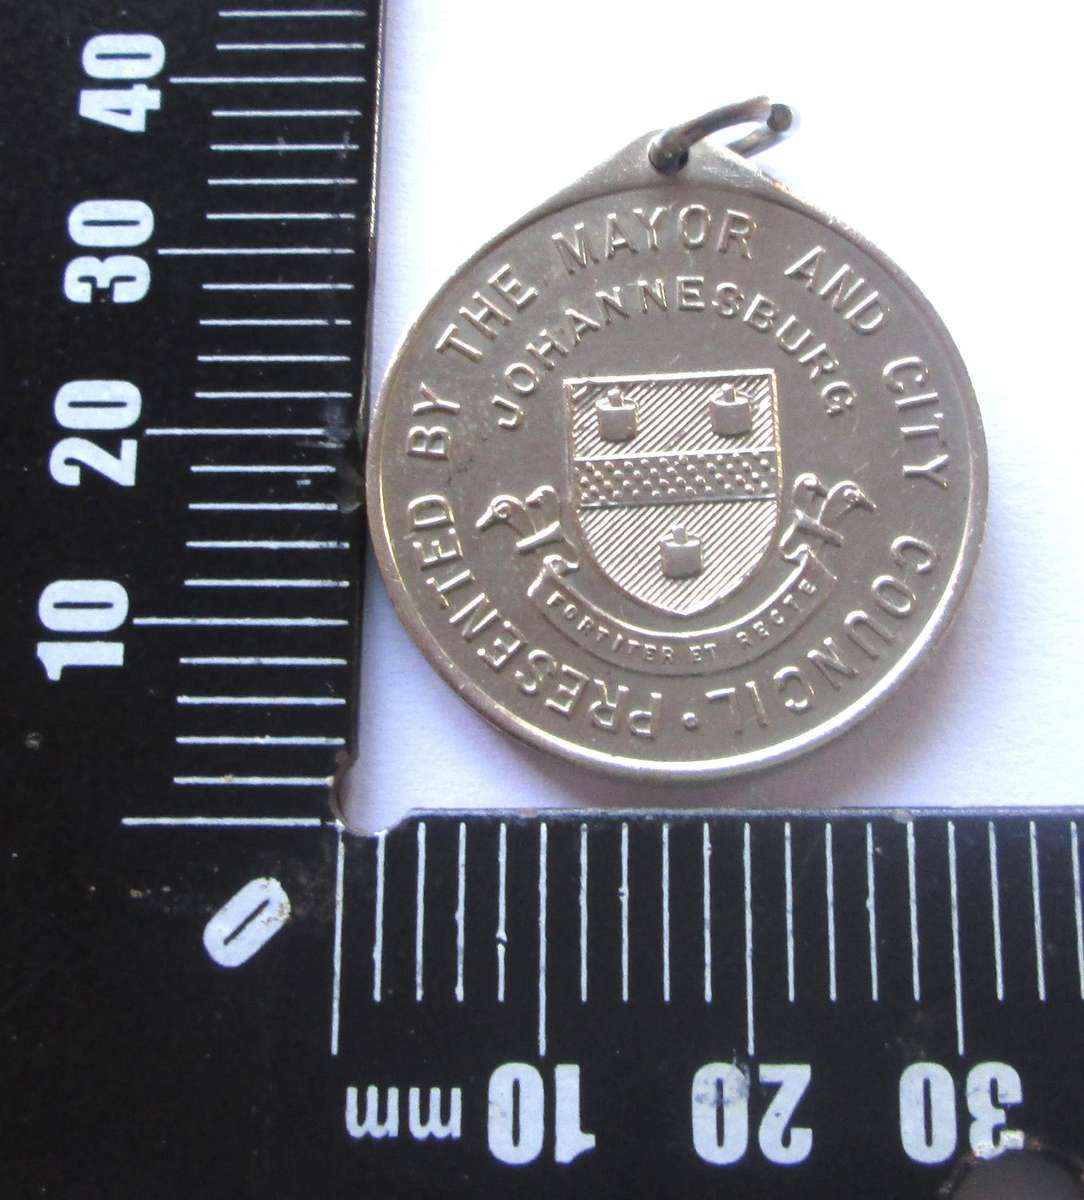 40
30
20
10
0
mm 10 20 30
PRESENTED BY THE MAYOR AND CITY COUNCIL ·
JOHANNESBURG
FORTITER ET RECTE